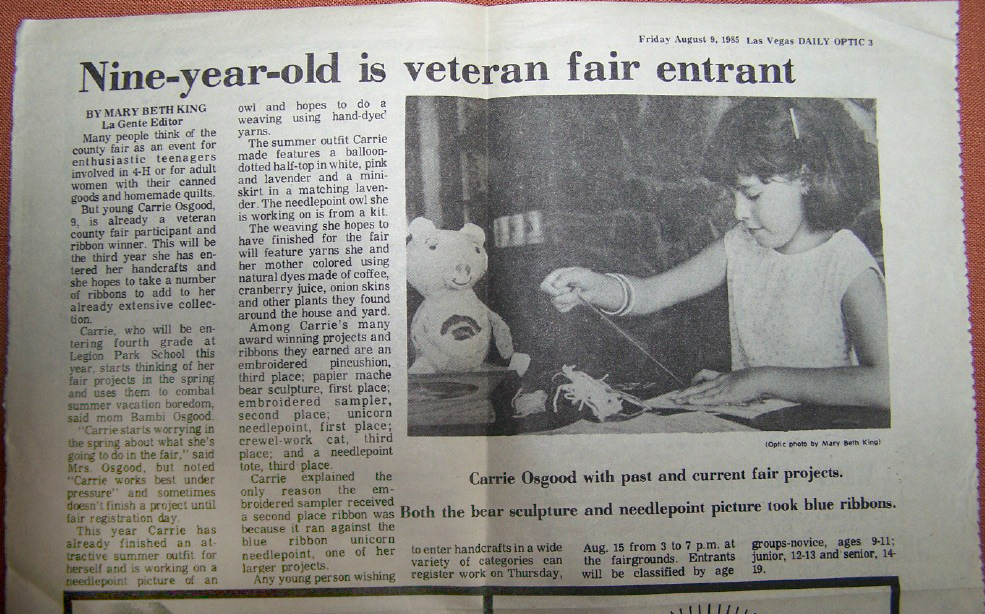 Friday August 9, 1985 Las Vegas DAILY OPTIC 3
Nine-year-old is veteran fair entrant
BY MARY BETH KING
La Gente Editor
Many people think of the
county fair as an event for
enthusiastic teenagers
involved in 4-H or for adult
women with their canned
goods and homemade quilts.
But young Carrie Osgood,
9, is already a veteran
county fair participant and
ribbon winner. This will be
the third year she has en-
tered her handcrafts and
she hopes to take a number
of ribbons to add to her
already extensive collec-
tion.
Carrie, who will be en-
tering fourth grade at
Legion Park School this
year, starts thinking of her
fair projects in the spring
and uses them to combat
summer vacation boredom,
said mom Bambi Osgood.
"Carrie starts worrying in
the spring about what she's
going to do in the fair," said
Mrs. Osgood, but noted
"Carrie works best under
pressure" and sometimes
doesn't finish a project until
fair registration day.
This year Carrie has
already finished an at-
tractive summer outfit for
herself and is working on a
needlepoint picture of an
owl and hopes to do a
weaving using hand-dyed
yarns.
The summer outfit Carrie
made features a balloon-
dotted half-top in white, pink
and lavender and a mini-
skirt in a matching laven-
der. The needlepoint owl she
is working on is from a kit.
The weaving she hopes to
have finished for the fair
will feature yarns she and
her mother colored using
natural dyes made of coffee,
cranberry juice, onion skins
and other plants they found
around the house and yard.
Among Carrie's many
award winning projects and
ribbons they earned are an
embroidered pincushion,
third place; papier mache
bear sculpture, first place;
embroidered sampler,
second place; unicorn
needlepoint, first place;
crewel-work cat, third
place; and a needlepoint
tote, third place.
Carrie explained the
only reason the em-
broidered sampler received
a second place ribbon was
because it ran against the
blue ribbon unicorn
needlepoint, one of her
larger projects.
Any young person wishing
(Optic photo by Mary Beth King)
Carrie Osgood with past and current fair projects.
Both the bear sculpture and needlepoint picture took blue ribbons.
to enter handcrafts in a wide
variety of categories can
register work on Thursday,
Aug. 15 from 3 to 7 p.m. at
the fairgrounds. Entrants
will be classified by age
groups-novice, ages 9-11;
junior, 12-13 and senior, 14-
19.